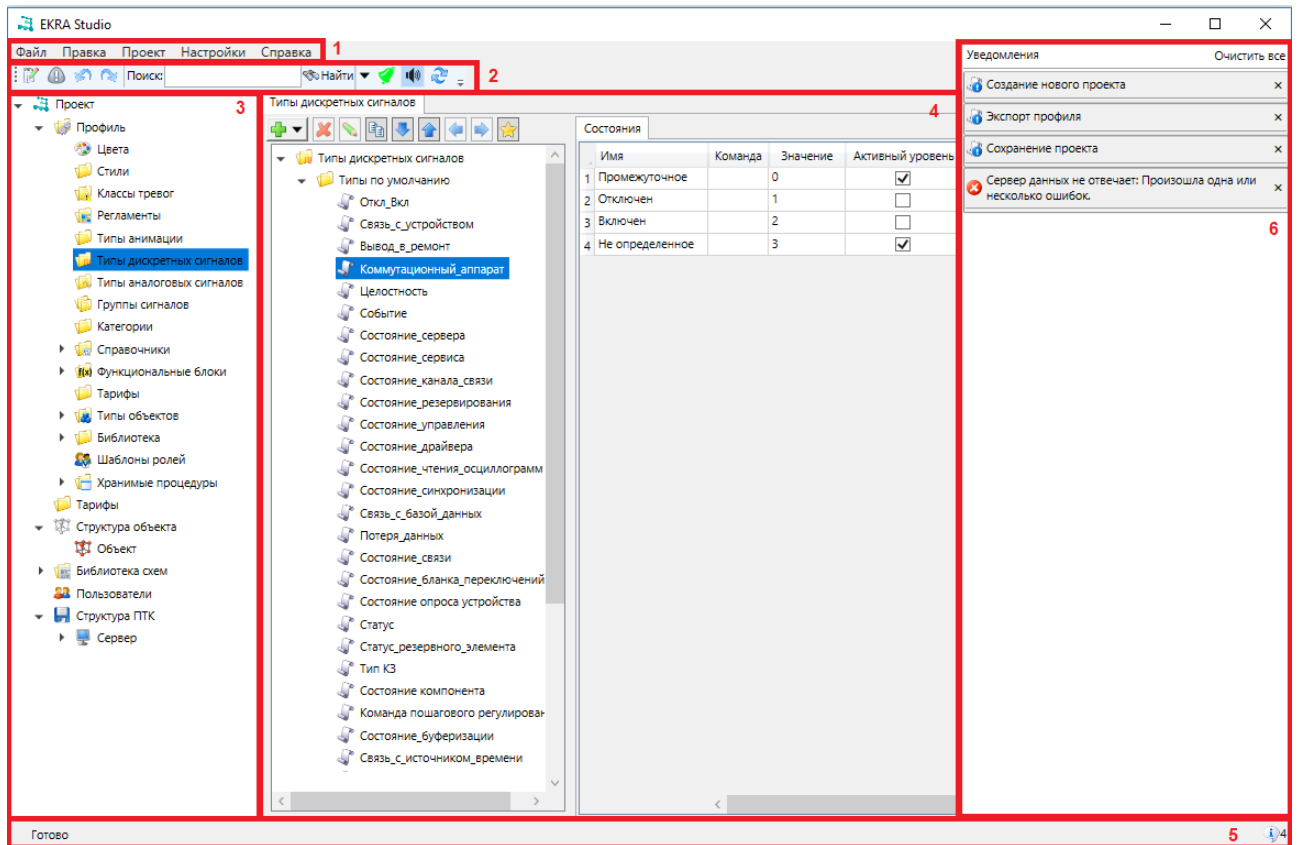 EKRA Studio
Файл Правка Проект Настройки Справка 1
Поиск: Найти 2
Проект 3
Профиль
Цвета
Стили
Классы тревог
Регламенты
Типы анимации
Типы дискретных сигналов
Типы аналоговых сигналов
Группы сигналов
Категории
Справочники
f(x) Функциональные блоки
Тарифы
Типы объектов
Библиотека
Шаблоны ролей
Хранимые процедуры
Тарифы
Структура объекта
Объект
Библиотека схем
Пользователи
Структура ПТК
Сервер
Типы дискретных сигналов 4
Типы дискретных сигналов
Типы по умолчанию
Откл_Вкл
Связь_с_устройством
Вывод_в_ремонт
Коммутационный_аппарат
Целостность
Событие
Состояние_сервера
Состояние_сервиса
Состояние_канала_связи
Состояние_резервирования
Состояние_управления
Состояние_драйвера
Состояние_чтения_осциллограмм
Состояние_синхронизации
Связь_с_базой_данных
Потеря_данных
Состояние_связи
Состояние_бланка_переключений
Состояние опроса устройства
Статус
Статус_резервного_элемента
Тип КЗ
Состояние компонента
Команда пошагового регулирован
Состояние_буферизации
Связь_с_источником_времени
Состояния
Имя Команда Значение Активный уровень
1 Промежуточное 0
2 Отключен 1
3 Включен 2
4 Не определенное 3
Уведомления Очистить все
Создание нового проекта
Экспорт профиля
Сохранение проекта
Сервер данных не отвечает: Произошла одна или
несколько ошибок.
6
Готово 5 4